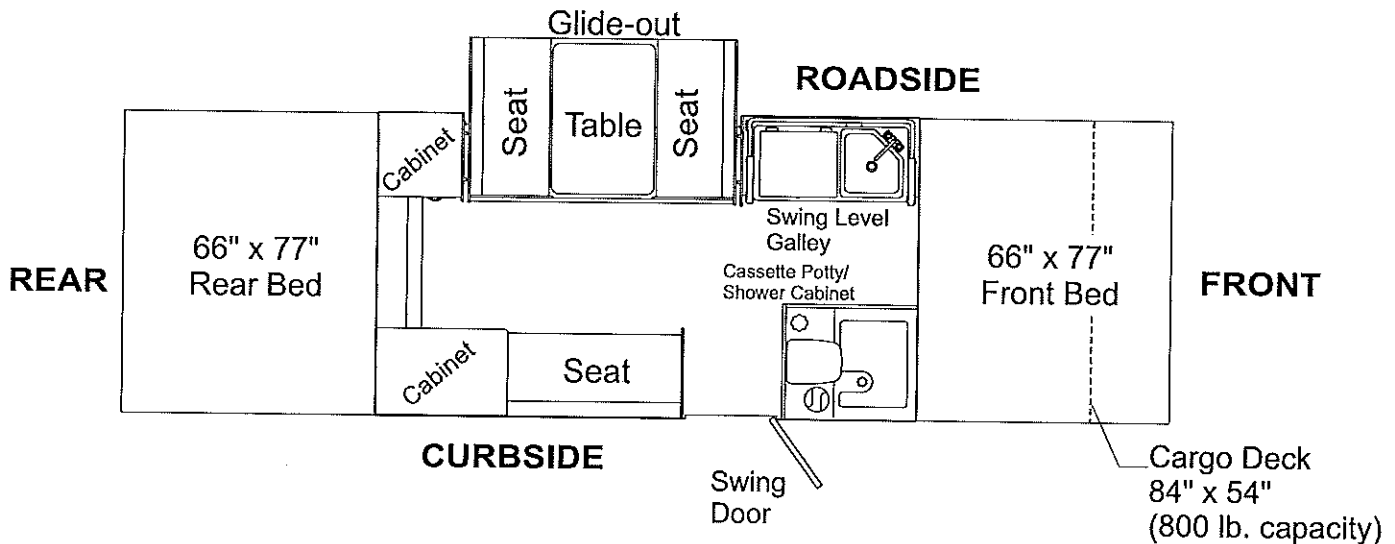 Glide-out
ROADSIDE
Seat
Table
Seat
Cabinet
Swing Level
Galley
66" x 77"
Rear Bed
Cassette Potty/
Shower Cabinet
66" x 77"
Front Bed
REAR
FRONT
Cabinet
Seat
CURBSIDE
Swing
Door
Cargo Deck
84" x 54"
(800 lb. capacity)